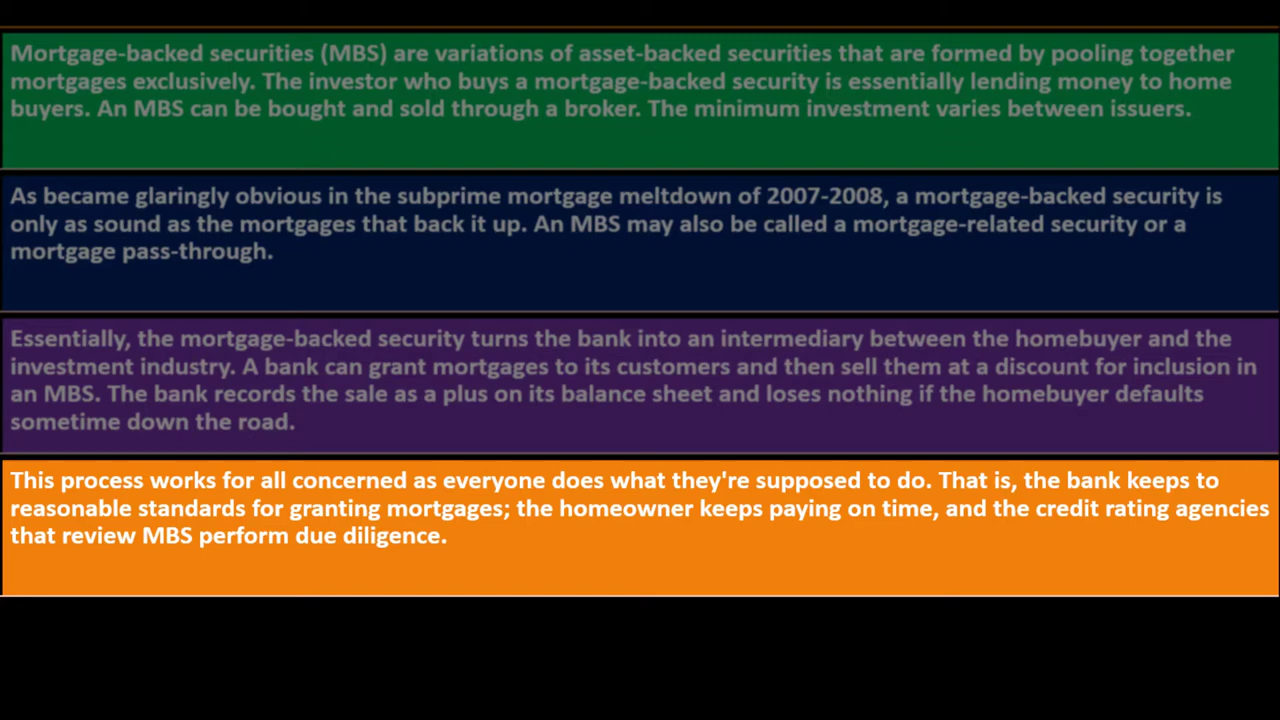 Mortgage-backed securities (MBS) are variations of asset-backed securities that are formed by pooling together
mortgages exclusively. The investor who buys a mortgage-backed security is essentially lending money to home
buyers. An MBS can be bought and sold through a broker. The minimum investment varies between issuers.
As became glaringly obvious in the subprime mortgage meltdown of 2007-2008, a mortgage-backed security is
only as sound as the mortgages that back it up. An MBS may also be called a mortgage-related security or a
mortgage pass-through.
Essentially, the mortgage-backed security turns the bank into an intermediary between the homebuyer and the
investment industry. A bank can grant mortgages to its customers and then sell them at a discount for inclusion in
an MBS. The bank records the sale as a plus on its balance sheet and loses nothing if the homebuyer defaults
sometime down the road.
This process works for all concerned as everyone does what they're supposed to do. That is, the bank keeps to
reasonable standards for granting mortgages; the homeowner keeps paying on time, and the credit rating agencies
that review MBS perform due diligence.